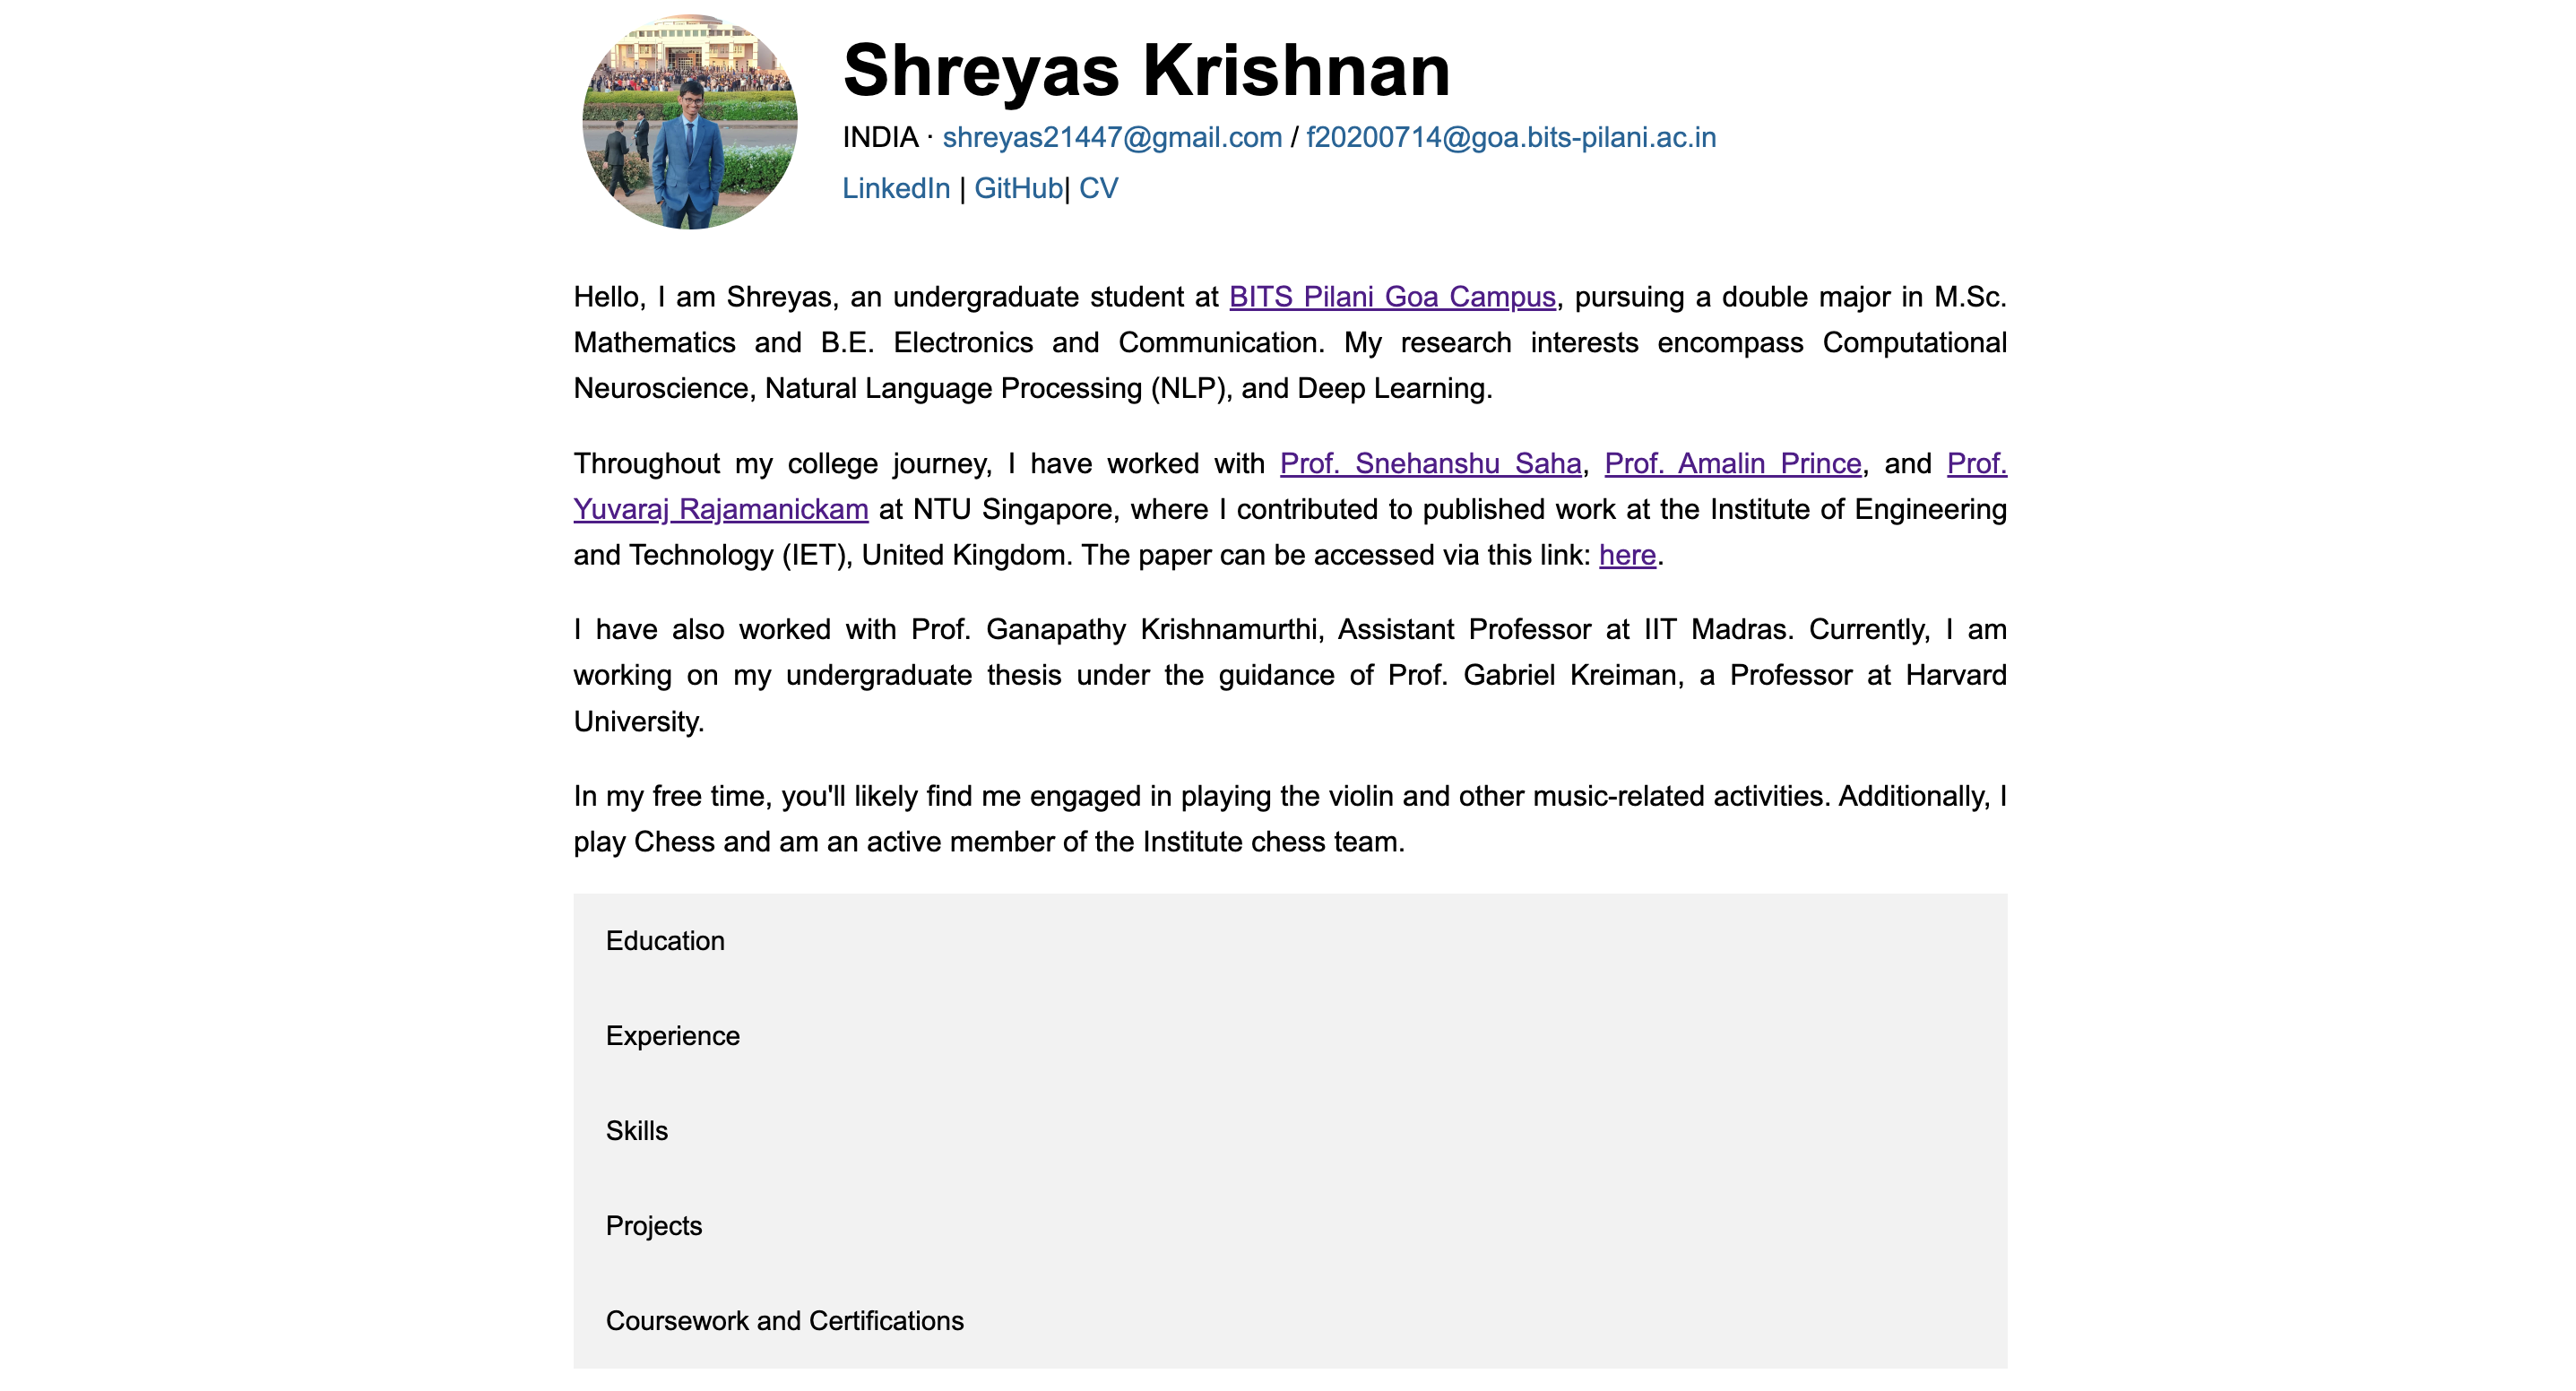 Shreyas Krishnan
INDIA · shreyas21447@gmail.com / f20200714@goa.bits-pilani.ac.in
LinkedIn | GitHub| CV
Hello, I am Shreyas, an undergraduate student at BITS Pilani Goa Campus, pursuing a double major in M.Sc.
Mathematics and B.E. Electronics and Communication. My research interests encompass Computational
Neuroscience, Natural Language Processing (NLP), and Deep Learning.
Throughout my college journey, I have worked with Prof. Snehanshu Saha, Prof. Amalin Prince, and Prof.
Yuvaraj Rajamanickam at NTU Singapore, where I contributed to published work at the Institute of Engineering
and Technology (IET), United Kingdom. The paper can be accessed via this link: here.
I have also worked with Prof. Ganapathy Krishnamurthi, Assistant Professor at IIT Madras. Currently, I am
working on my undergraduate thesis under the guidance of Prof. Gabriel Kreiman, a Professor at Harvard
University.
In my free time, you'll likely find me engaged in playing the violin and other music-related activities. Additionally, I
play Chess and am an active member of the Institute chess team.
Education
Experience
Skills
Projects
Coursework and Certifications